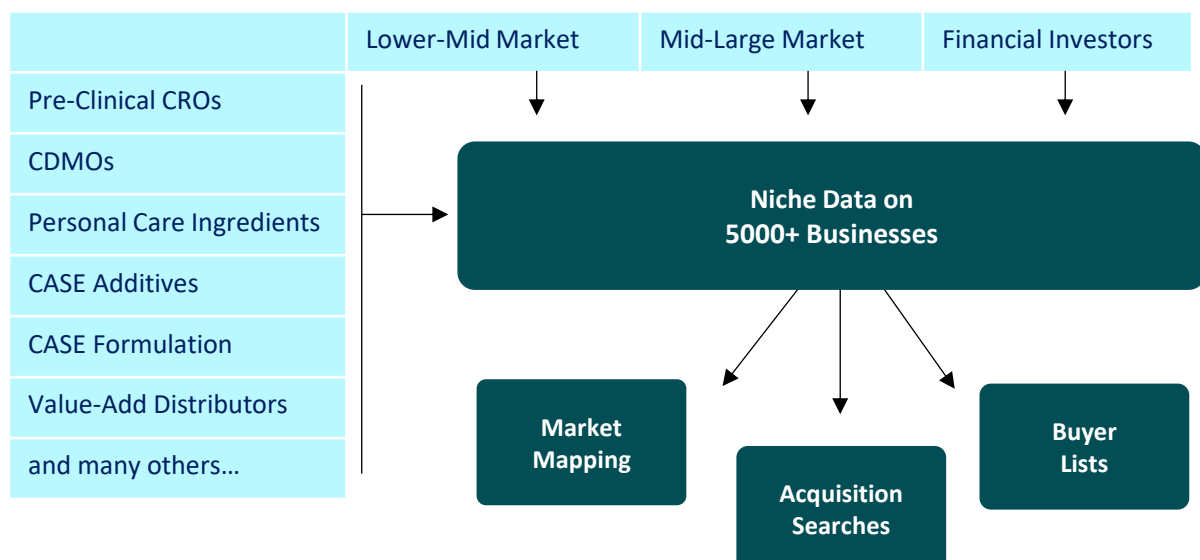 Lower-Mid Market
Mid-Large Market
Financial Investors
Pre-Clinical CROs
CDMOs
Personal Care Ingredients
CASE Additives
CASE Formulation
Value-Add Distributors
and many others…
Niche Data on
5000+ Businesses
Market
Mapping
Acquisition
Searches
Buyer
Lists